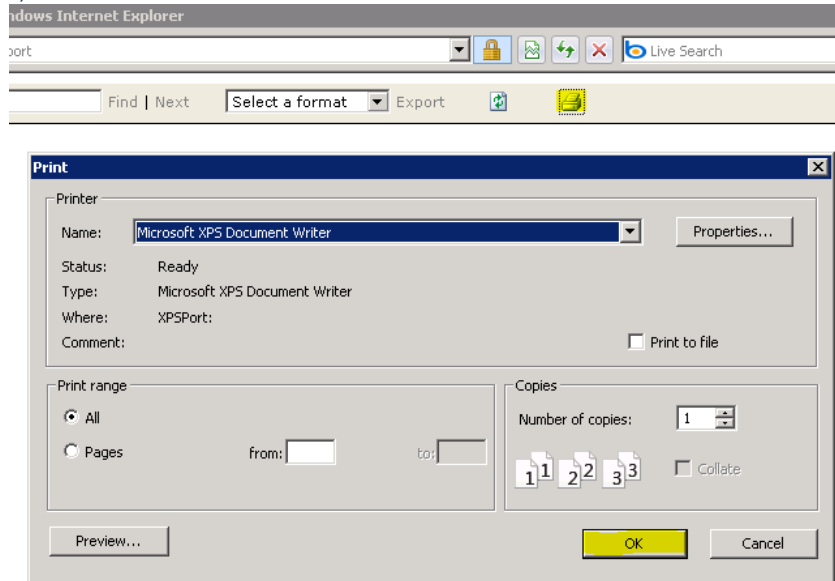 ndows Internet Explorer
port
Live Search
Find | Next
Select a format
Export
Print
Printer
Name:
Microsoft XPS Document Writer
Properties...
Status:
Ready
Type:
Microsoft XPS Document Writer
Where:
XPSPort:
Comment:
Print to file
Print range
All
Pages
from:
to:
Copies
Number of copies:
1
1 1 2 2 3 3
Collate
Preview...
OK
Cancel